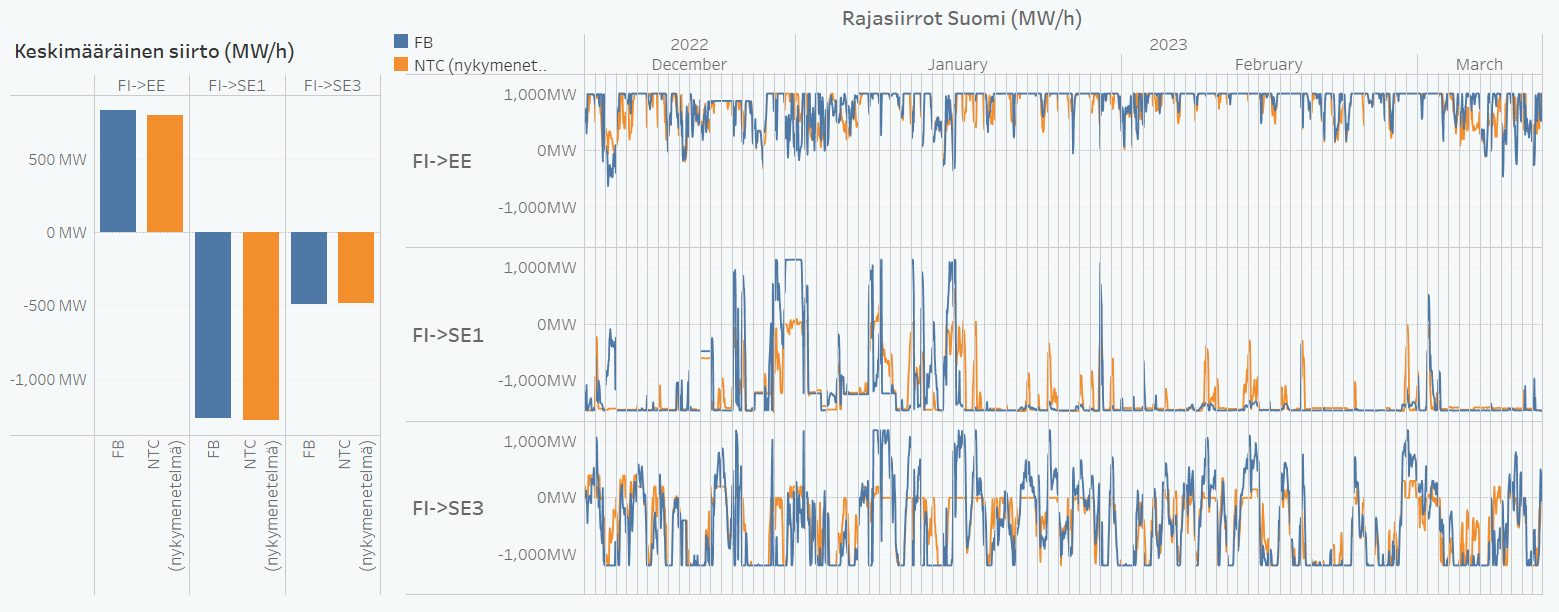 Keskimääräinen siirto (MW/h)
FI->EE
FI->SE1
FI->SE3
500 MW
0 MW
-500 MW
-1,000 MW
FB
NTC
(nykymenetelmä)
FB
NTC
(nykymenetelmä)
FB
NTC
(nykymenetelmä)
FB
NTC (nykymenet..
Rajasiirrot Suomi (MW/h)
2022
2023
December
January
February
March
FI->EE
1,000MW
0MW
-1,000MW
FI->SE1
1,000MW
0MW
-1,000MW
FI->SE3
1,000MW
0MW
-1,000MW